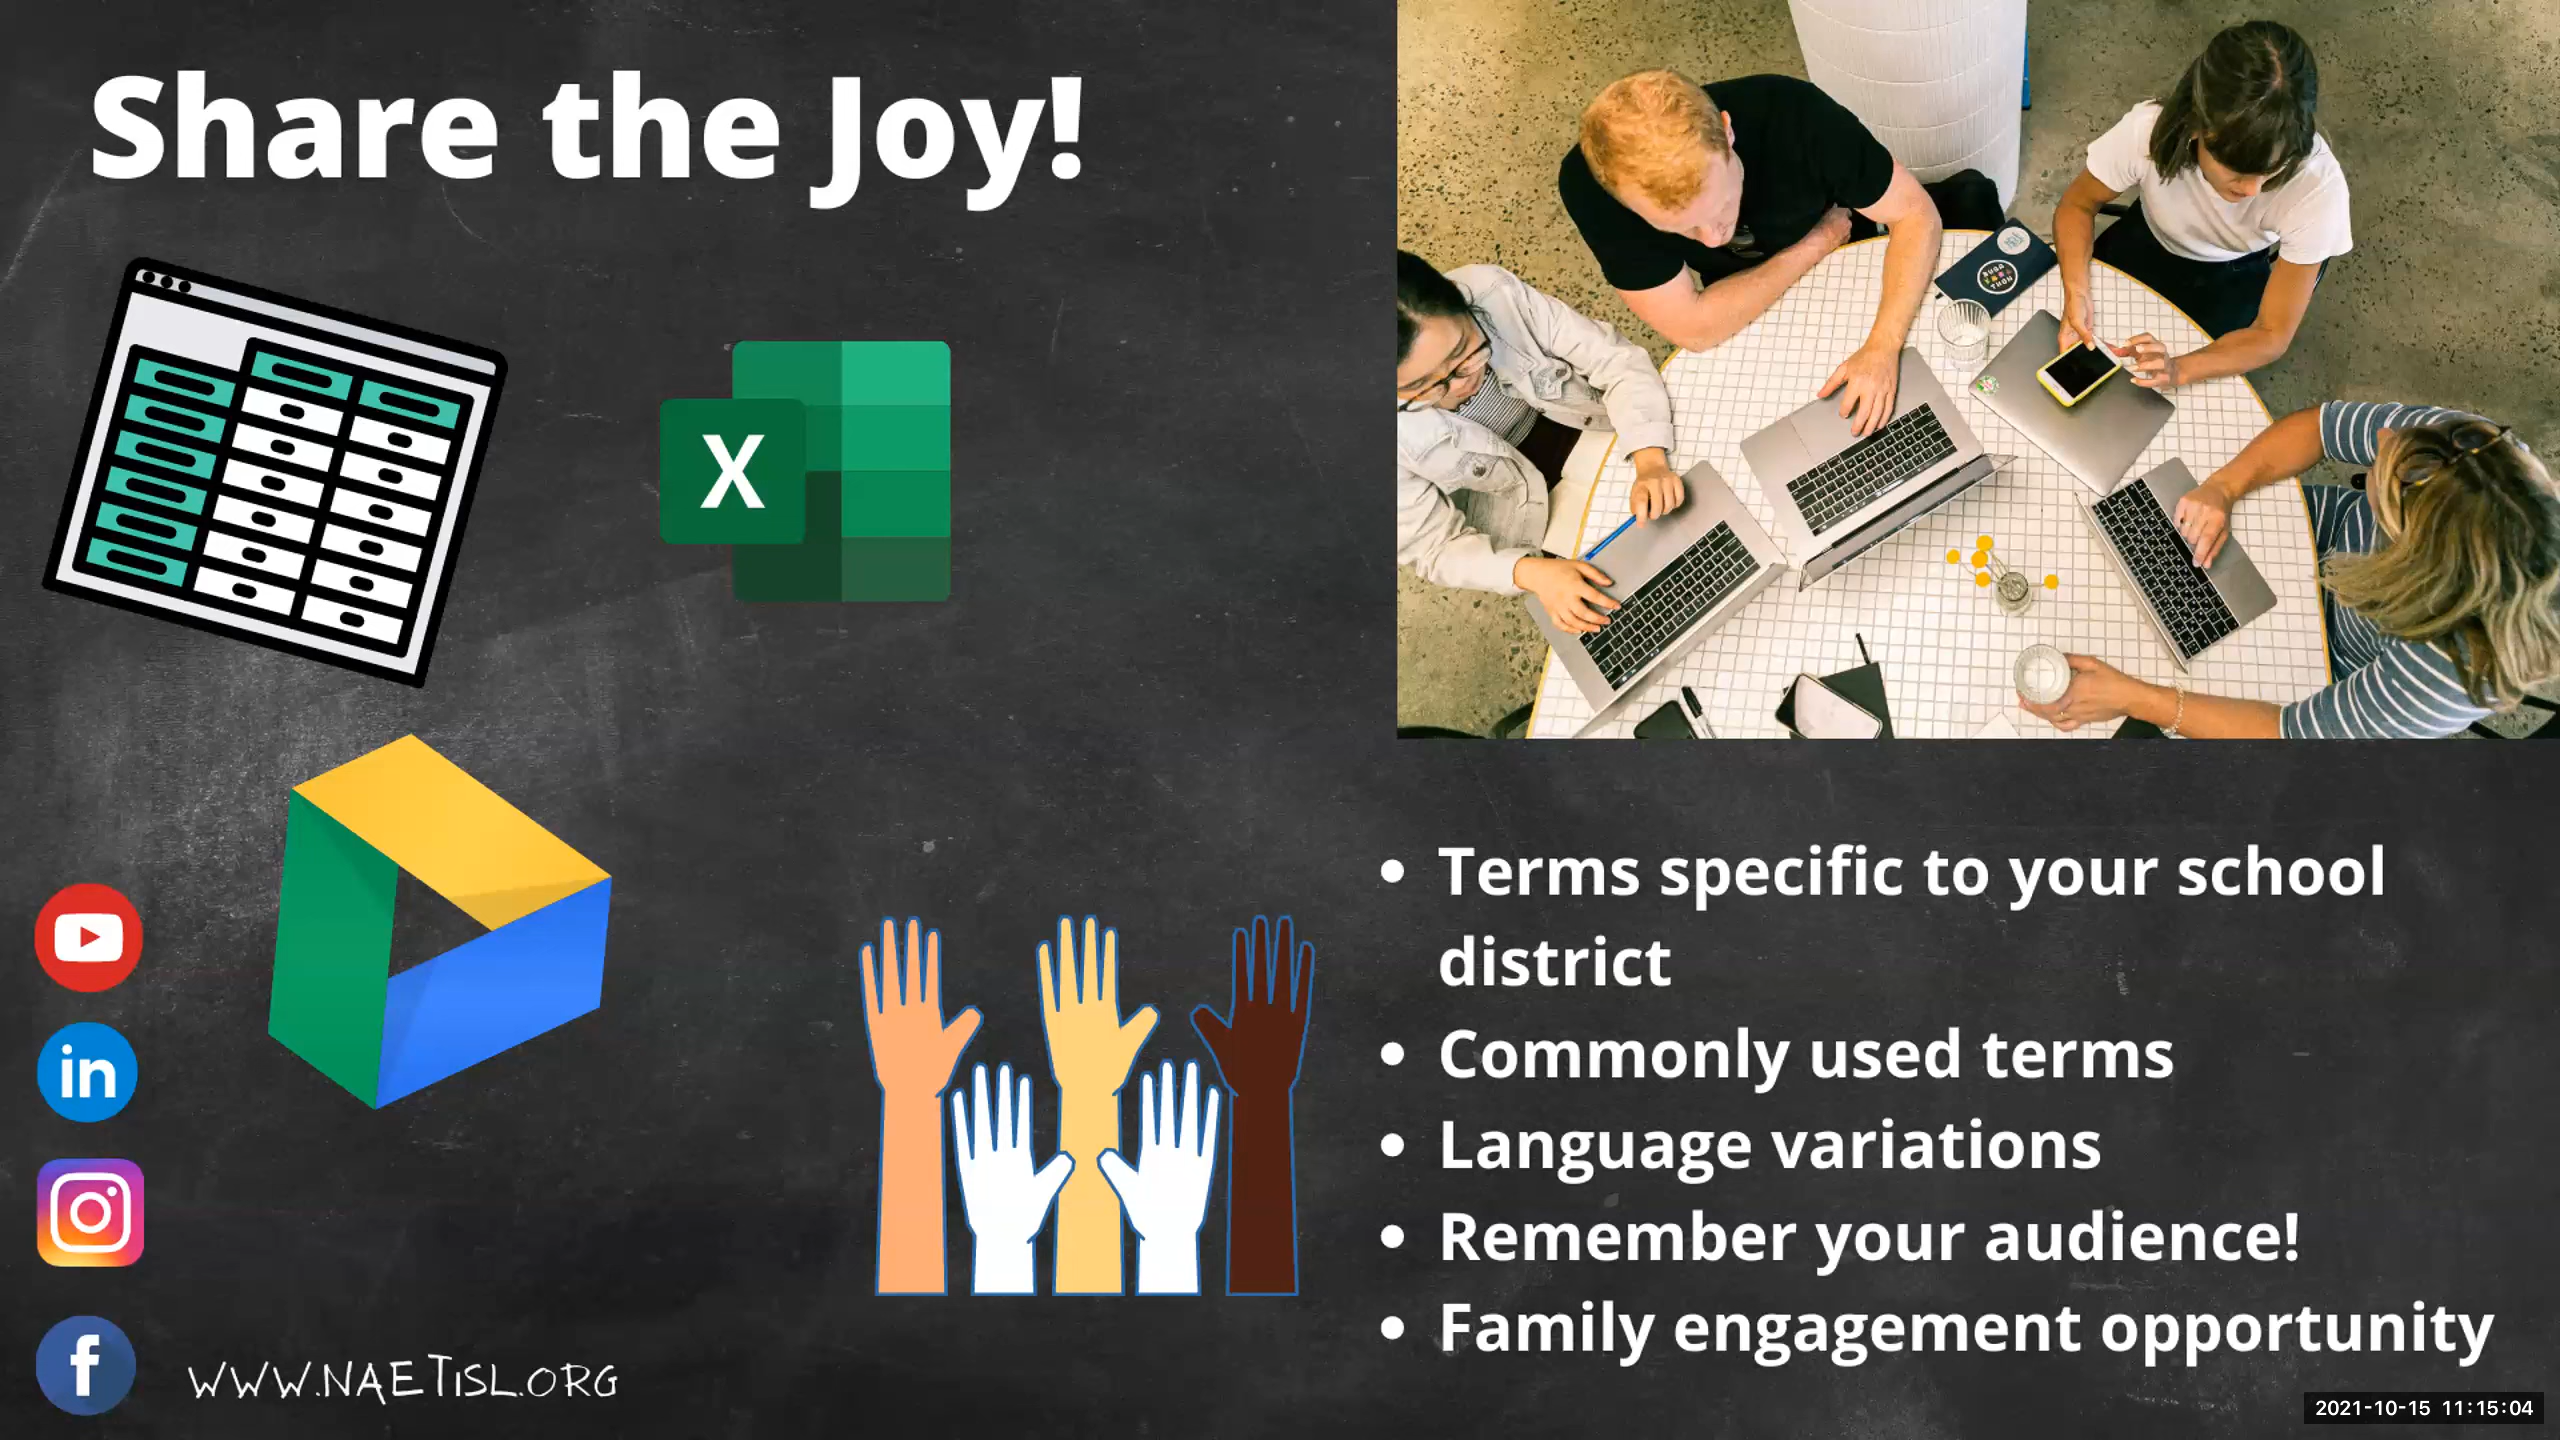 Share the Joy!
X
• Terms specific to your school
district
• Commonly used terms
• Language variations
• Remember your audience!
• Family engagement opportunity
in
f
WWW.NAETISL.ORG
2021-10-15 11:15:04